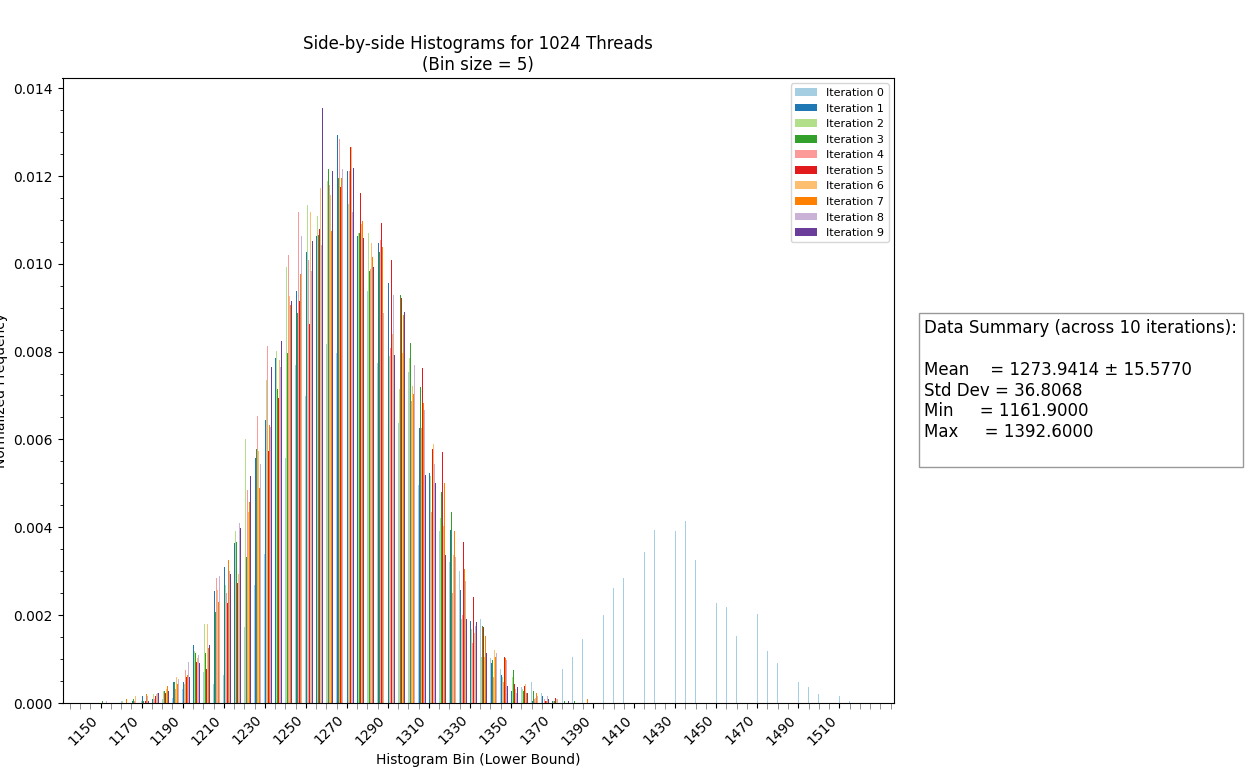 Side-by-side Histograms for 1024 Threads
(Bin size = 5)
0.014
0.012
0.010
0.008
0.006
0.004
0.002
0.000
Normalized Frequency
Iteration 0
Iteration 1
Iteration 2
Iteration 3
Iteration 4
Iteration 5
Iteration 6
Iteration 7
Iteration 8
Iteration 9
1150
1170
1190
1210
1230
1250
1270
1290
1310
1330
1350
1370
1390
1410
1430
1450
1470
1490
1510
Histogram Bin (Lower Bound)
Data Summary (across 10 iterations):
Mean = 1273.9414 ± 15.5770
Std Dev = 36.8068
Min = 1161.9000
Max = 1392.6000